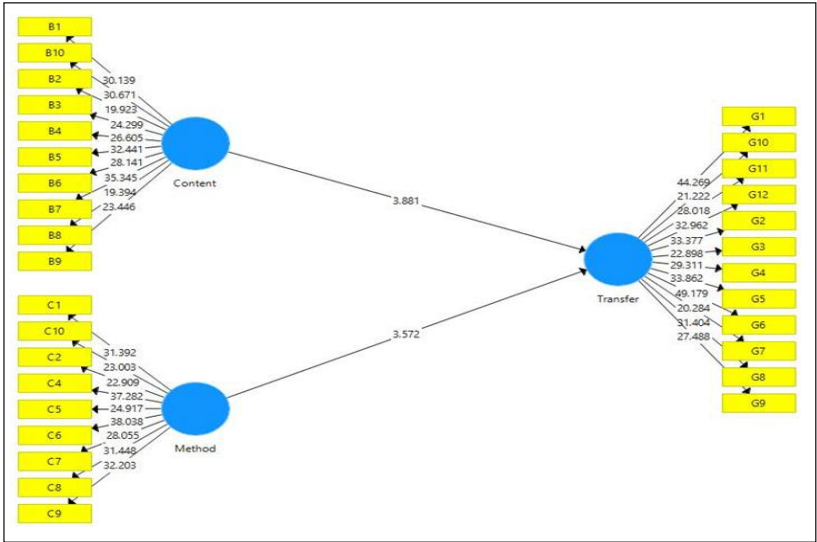 B1
B10
B2
B3
B4
B5
B6
B7
B8
B9
30.139
30.671
19.923
24.299
26.605
32.441
28.141
35.345
19.394
23.446
Content
3.881
C1
C10
C2
C4
C5
C6
C7
C8
C9
31.392
23.003
22.909
37.282
24.917
38.038
28.055
31.448
32.203
Method
3.572
Transfer
44.269
21.222
28.018
32.962
33.377
22.898
29.311
33.862
49.179
20.284
31.404
27.488
G1
G10
G11
G12
G2
G3
G4
G5
G6
G7
G8
G9